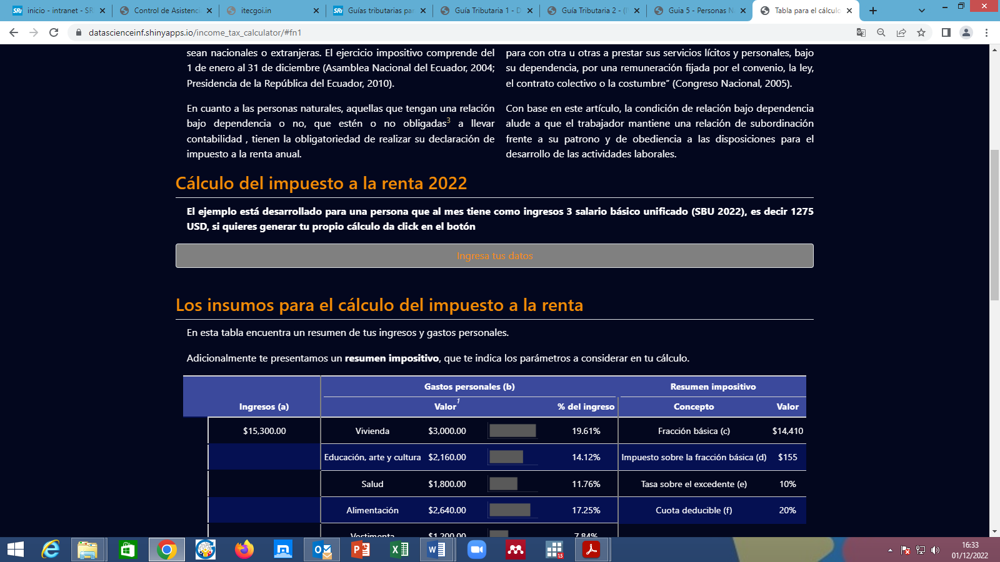 inicio - intranet - SR
Control de Asistenci
itecgoi.in
Guías tributarias pa
Guía Tributaria 1 - D
Guía Tributaria 2 - (
Guia 5 - Personas N
Tabla para el cálculo
datascienceinf.shinyapps.io/income_tax_calculator/#fn1
sean nacionales o extranjeras. El ejercicio impositivo comprende del
1 de enero al 31 de diciembre (Asamblea Nacional del Ecuador, 2004;
Presidencia de la República del Ecuador, 2010).
En cuanto a las personas naturales, aquellas que tengan una relación
bajo dependencia o no, que estén o no obligadas3 a llevar
contabilidad , tienen la obligatoriedad de realizar su declaración de
impuesto a la renta anual.
para con otra u otras a prestar sus servicios lícitos y personales, bajo
su dependencia, por una remuneración fijada por el convenio, la ley,
el contrato colectivo o la costumbre” (Congreso Nacional, 2005).
Con base en este artículo, la condición de relación bajo dependencia
alude a que el trabajador mantiene una relación de subordinación
frente a su patrono y de obediencia a las disposiciones para el
desarrollo de las actividades laborales.
Cálculo del impuesto a la renta 2022
El ejemplo está desarrollado para una persona que al mes tiene como ingresos 3 salario básico unificado (SBU 2022), es decir 1275
USD, si quieres generar tu propio cálculo da click en el botón
Ingresa tus datos
Los insumos para el cálculo del impuesto a la renta
En esta tabla encuentra un resumen de tus ingresos y gastos personales.
Adicionalmente te presentamos un resumen impositivo, que te indica los parámetros a considerar en tu cálculo.
Gastos personales (b) Resumen impositivo
Ingresos (a) Valor1 % del ingreso Concepto Valor
$15,300.00 Vivienda $3,000.00 19.61% Fracción básica (c) $14,410
Educación, arte y cultura $2,160.00 14.12% Impuesto sobre la fracción básica (d) $155
Salud $1,800.00 11.76% Tasa sobre el excedente (e) 10%
Alimentación $2,640.00 17.25% Cuota deducible (f) 20%
Vestimenta $1,200.00 7.84%
16:33
01/12/2022